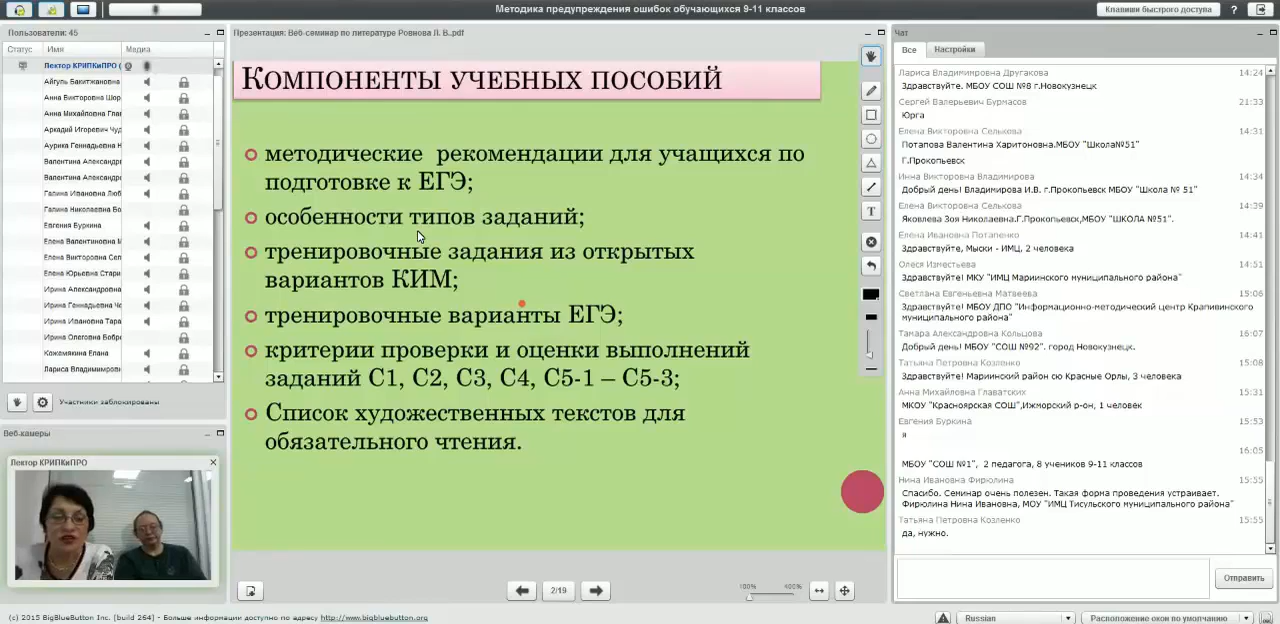 Методика предупреждения ошибок обучающихся 9-11 классов
Клавиши быстрого доступа
?
Пользователи: 45
Статус Имя Медиа
Лектор КРИПКиПРО (
Айгуль Бакитжановна
Анна Викторовна Шор
Анна Михайловна Глав
Аркадий Игоревич Чуд
Аурика Геннадьевна Н
Валентина Александро
Валентина Александро
Галина Ивановна Люб
Галина Николаевна Бо
Евгения Буркина
Елена Валентиновна М
Елена Викторовна Сел
Елена Юрьевна Стари
Ирина Александровна
Ирина Геннадьевна Че
Ирина Ивановна Тара
Ирина Олеговна Бобре
Кожемякина Елена
Лариса Владимировн
Участники заблокированы
Веб-камеры
Лектор КРИПКиПРО
Презентация: Веб-семинар по литературе Ровнова Л. В..pdf
КОМПОНЕНТЫ УЧЕБНЫХ ПОСОБИЙ
методические рекомендации для учащихся по
подготовке к ЕГЭ;
особенности типов заданий;
тренировочные задания из открытых
вариантов КИМ;
тренировочные варианты ЕГЭ;
критерии проверки и оценки выполнений
заданий С1, С2, С3, С4, С5-1 – С5-3;
Список художественных текстов для
обязательного чтения.
T
2/19
100% 400%
Чат
Все Настройки
Лариса Владимировна Другакова 14:24
Здравствуйте. МБОУ СОШ №8 г.Новокузнецк
Сергей Валерьевич Бурмасов 21:33
Юрга
Елена Викторовна Селькова 14:31
Потапова Валентина Харитоновна.МБОУ "Школа№51"
Г.Прокопьевск
Инна Викторовна Владимирова 14:34
Добрый день! Владимирова И.В. г.Прокопьевск МБОУ "Школа № 51"
Елена Викторовна Селькова 14:39
Яковлева Зоя Николаевна.Г.Прокопьевск,МБОУ "ШКОЛА №51".
Елена Ивановна Потапенко 14:41
Здравствуйте, Мыски - ИМЦ, 2 человека
Олеся Изместьева 14:51
Здравствуйте! МКУ "ИМЦ Мариинского муниципального района"
Светлана Евгеньевна Матвеева 15:06
Здравствуйте! МБОУ ДПО "Информационно-методический центр Крапивинского
муниципального района"
Тамара Александровна Кольцова 16:07
Добрый день! МБОУ "СОШ №92". город Новокузнецк.
Татьяна Петровна Козленко 15:08
Здравствуйте! Мариинский район сю Красные Орлы, 3 человека
Анна Михайловна Главатских 15:31
МКОУ "Красноярская СОШ",Ижморский р-он, 1 человек
Евгения Буркина 15:53
я
16:05
МБОУ "СОШ №1", 2 педагога, 8 учеников 9-11 классов
Нина Ивановна Фирюлина 15:55
Спасибо. Семинар очень полезен. Такая форма проведения устраивает.
Фирюлина Нина Ивановна, МОУ "ИМЦ Тисульского муниципального района"
Татьяна Петровна Козленко 15:55
да, нужно.
Отправить
(c) 2015 BigBlueButton Inc. [build 264] - Больше информации доступно по адресу http://www.bigbluebutton.org
Russian
Расположение окон по умолчанию